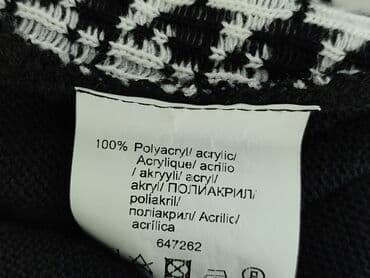 100% Polyacryl/ acrylic/
Acrylique/ acrilio
/ akryyli/ acryl/
akryl/ ПОЛИАКРИЛ/
poliakril/
поліакрил/ Acrilic/
acrílica
647262